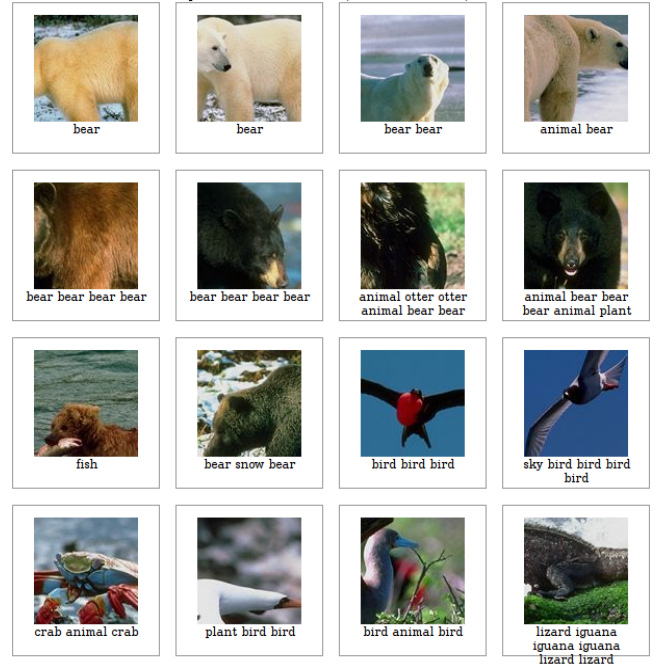 bear
bear
bear bear
animal bear
bear bear bear bear
bear bear bear bear
animal otter otter
animal bear bear
animal bear bear
bear animal plant
fish
bear snow bear
bird bird bird
sky bird bird bird
bird
crab animal crab
plant bird bird
bird animal bird
lizard iguana
iguana iguana
lizard lizard